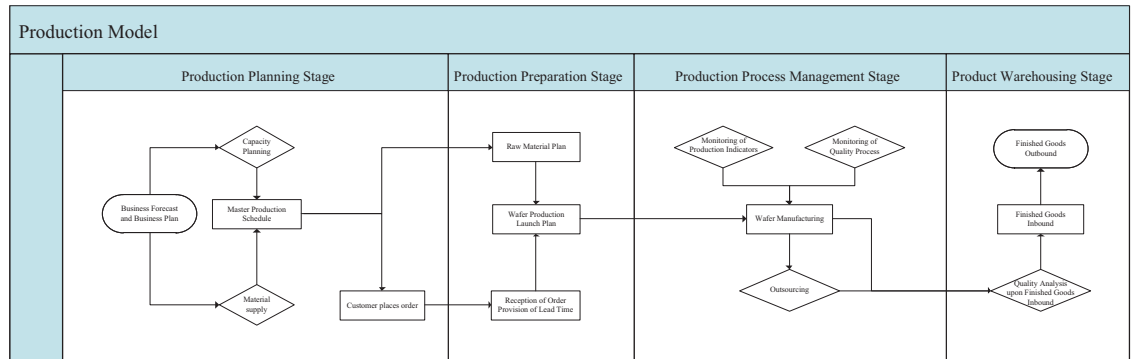 Production Model
Production Planning Stage
Production Preparation Stage
Production Process Management Stage
Product Warehousing Stage
Capacity
Planning
Business Forecast
and Business Plan
Master Production
Schedule
Material
supply
Customer places order
Raw Material Plan
Wafer Production
Launch Plan
Reception of Order
Provision of Lead Time
Monitoring of
Production Indicators
Monitoring of
Quality Process
Wafer Manufacturing
Outsourcing
Finished Goods
Outbound
Finished Goods
Inbound
Quality Analysis
upon Finished Goods
Inbound